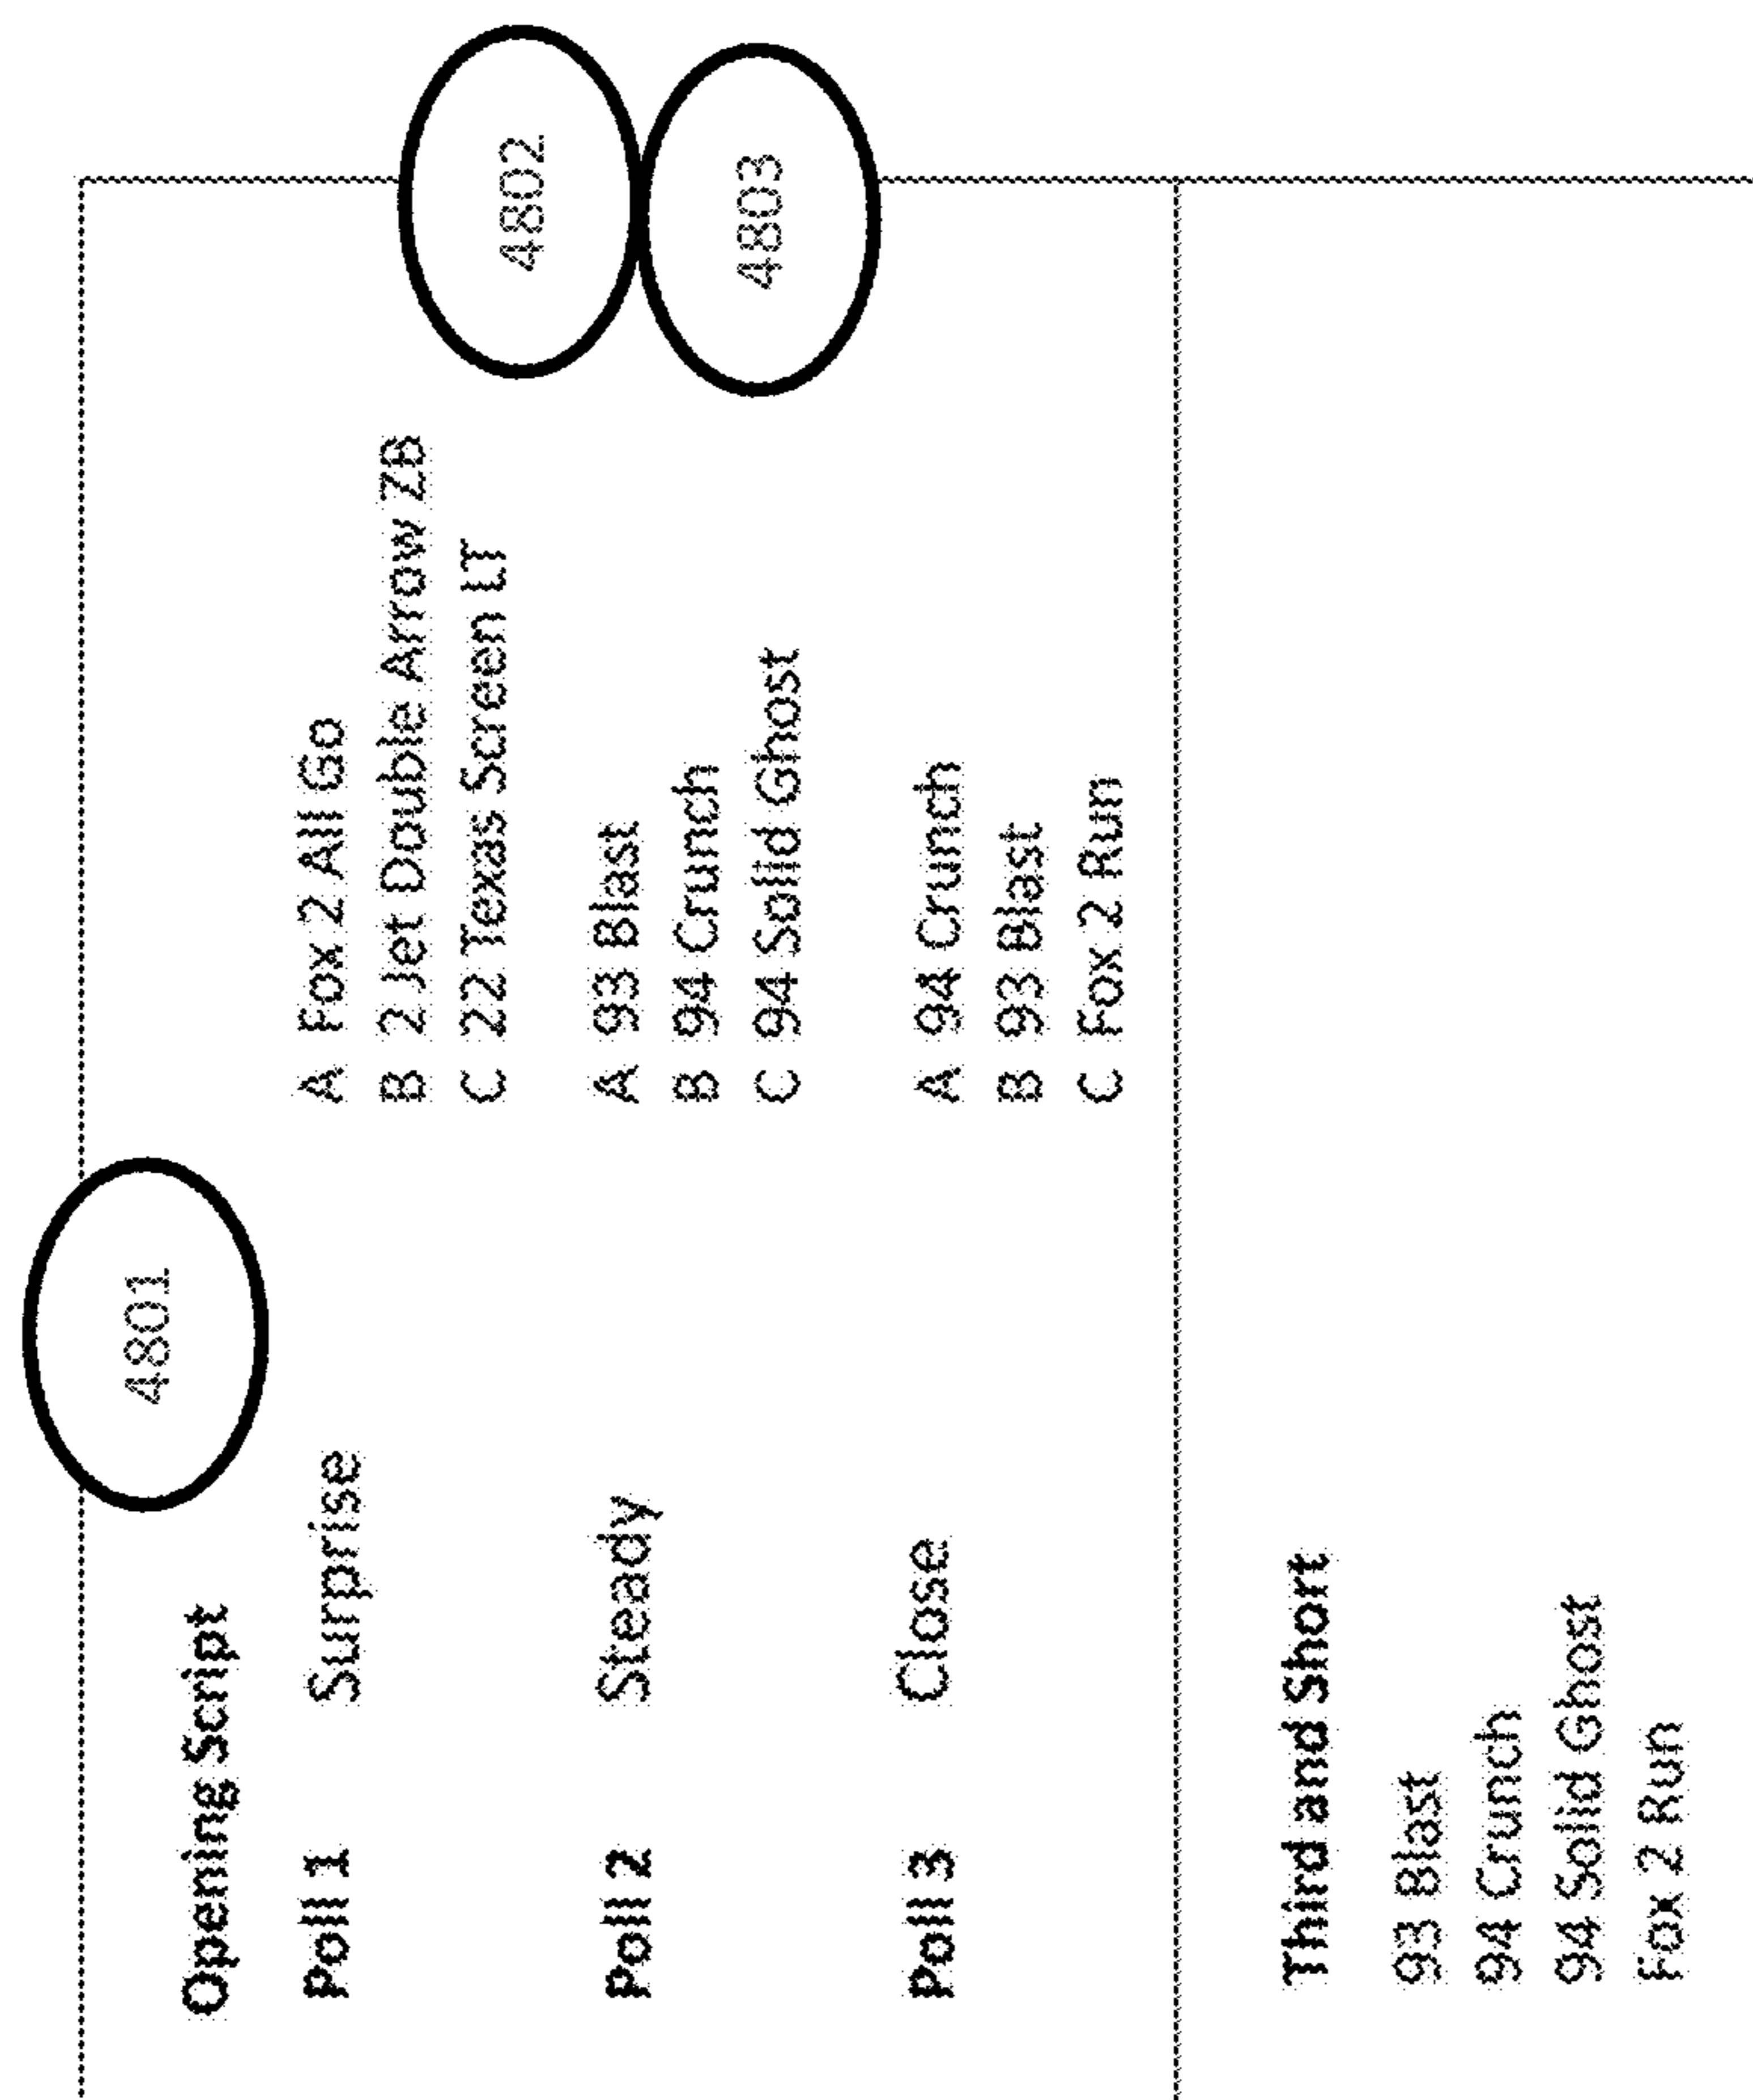 4801
Opening Script
Poll 1 Surprise
A Fox 2 All Go
B 2 Jet Double Arrow ZB
C 22 Texas Screen LT
4802
Poll 2 Steady
A 93 Blast
B 94 Crunch
C 94 Solid Ghost
4803
Poll 3 Close
A 94 Crunch
B 93 Blast
C Fox 2 Run
Third and Short
93 Blast
94 Crunch
94 Solid Ghost
Fox 2 Run